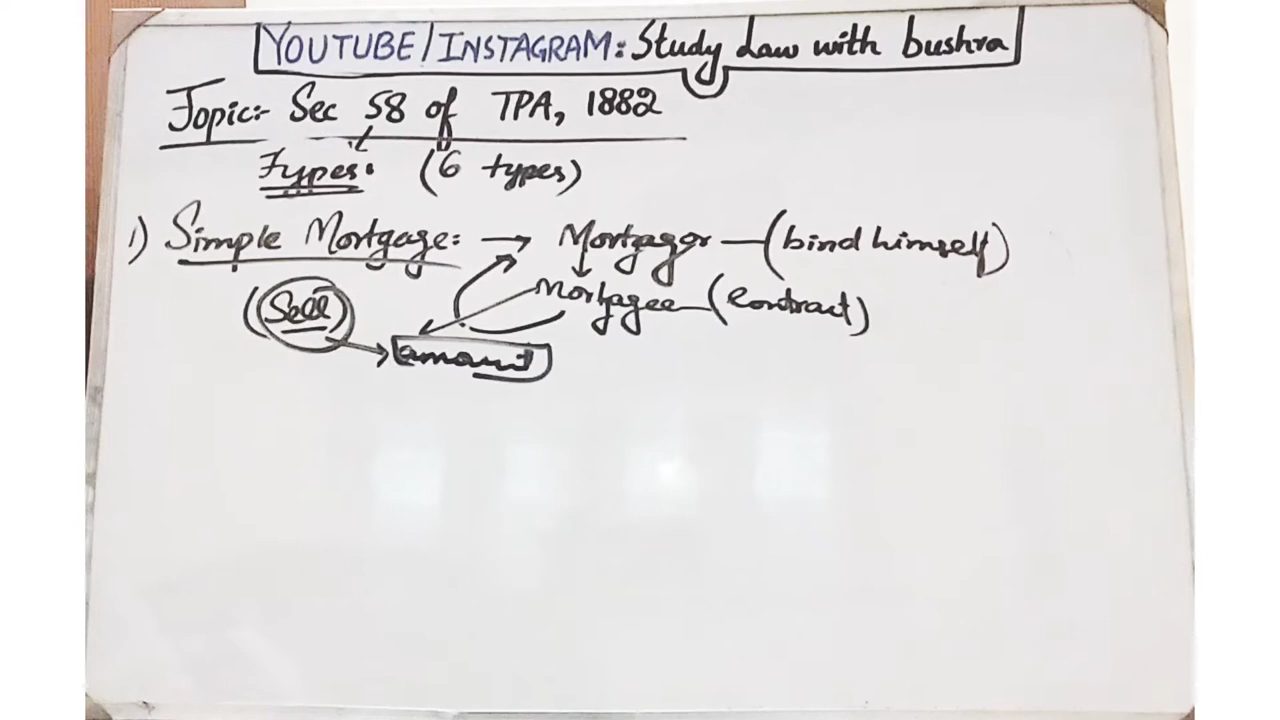 YOUTUBE/INSTAGRAM: Study Law with bushra
Topic:- Sec 58 of TPA, 1882
Types: (6 types)
1) Simple Mortgage: → Mortgagor — (bind himself)
Mortgagee — (Contract)
(Sell) → amount